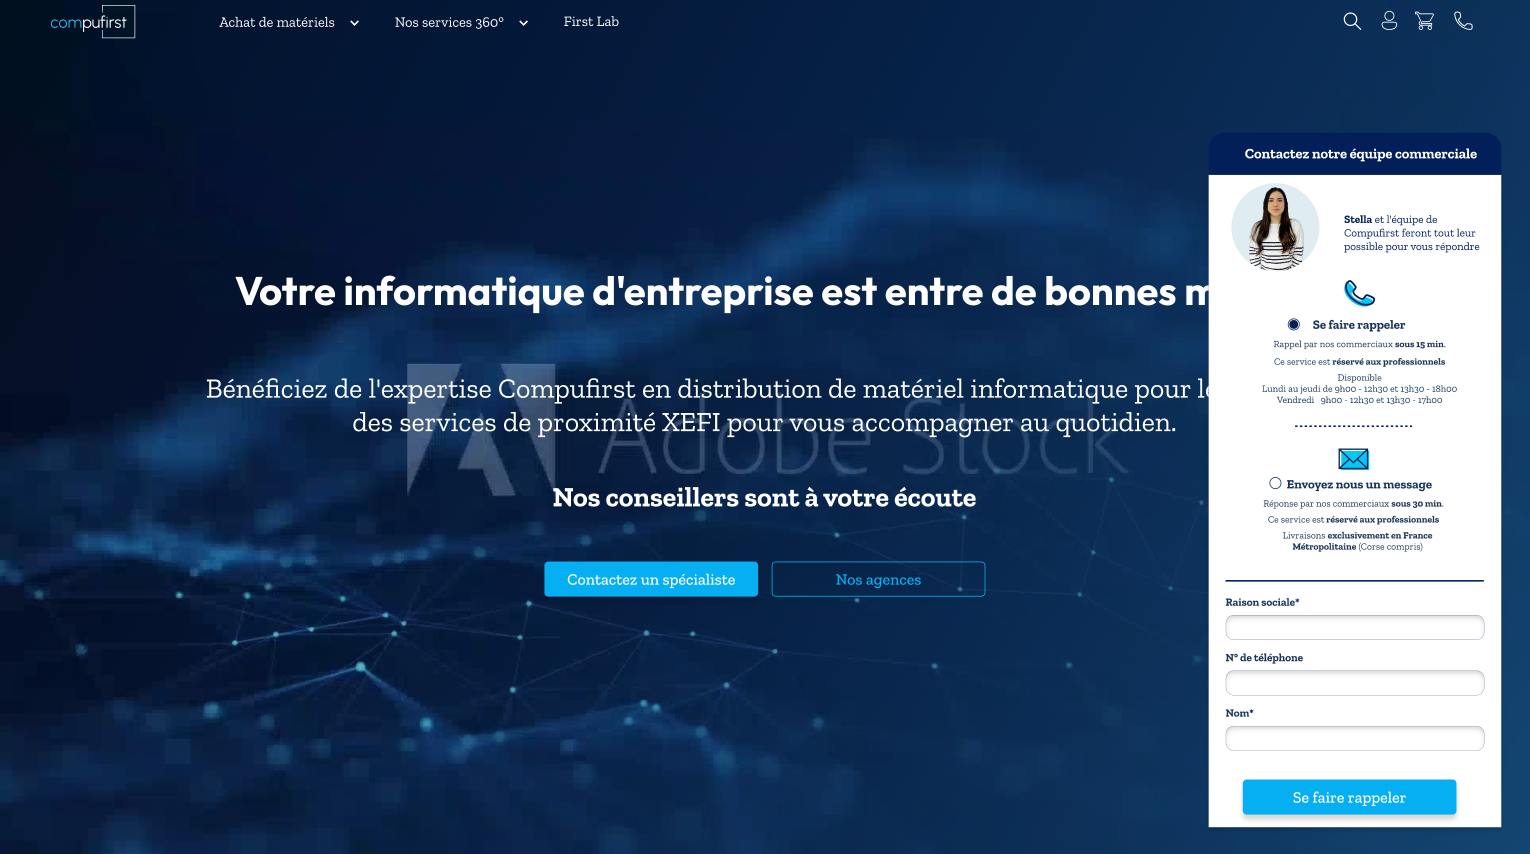 compufirst
Achat de matériels
Nos services 360°
First Lab
Votre informatique d'entreprise est entre de bonnes
Bénéficiez de l'expertise Compufirst en distribution de matériel informatique pour
des services de proximité XEFI pour vous accompagner au quotidien.
Adobe Stock
Nos conseillers sont à votre écoute
Contactez un spécialiste
Nos agences
Contactez notre équipe commerciale
Stella et l'équipe de
Compufirst feront tout leur
possible pour vous répondre
Se faire rappeler
Rappel par nos commerciaux sous 15 min.
Ce service est réservé aux professionnels
Disponible
Lundi au jeudi de 9h00 - 12h30 et 13h30 - 18h00
Vendredi 9h00 - 12h30 et 13h30 - 17h00
Envoyez nous un message
Réponse par nos commerciaux sous 30 min.
Ce service est réservé aux professionnels
Livraisons exclusivement en France
Métropolitaine (Corse compris)
Raison sociale*
N° de téléphone
Nom*
Se faire rappeler